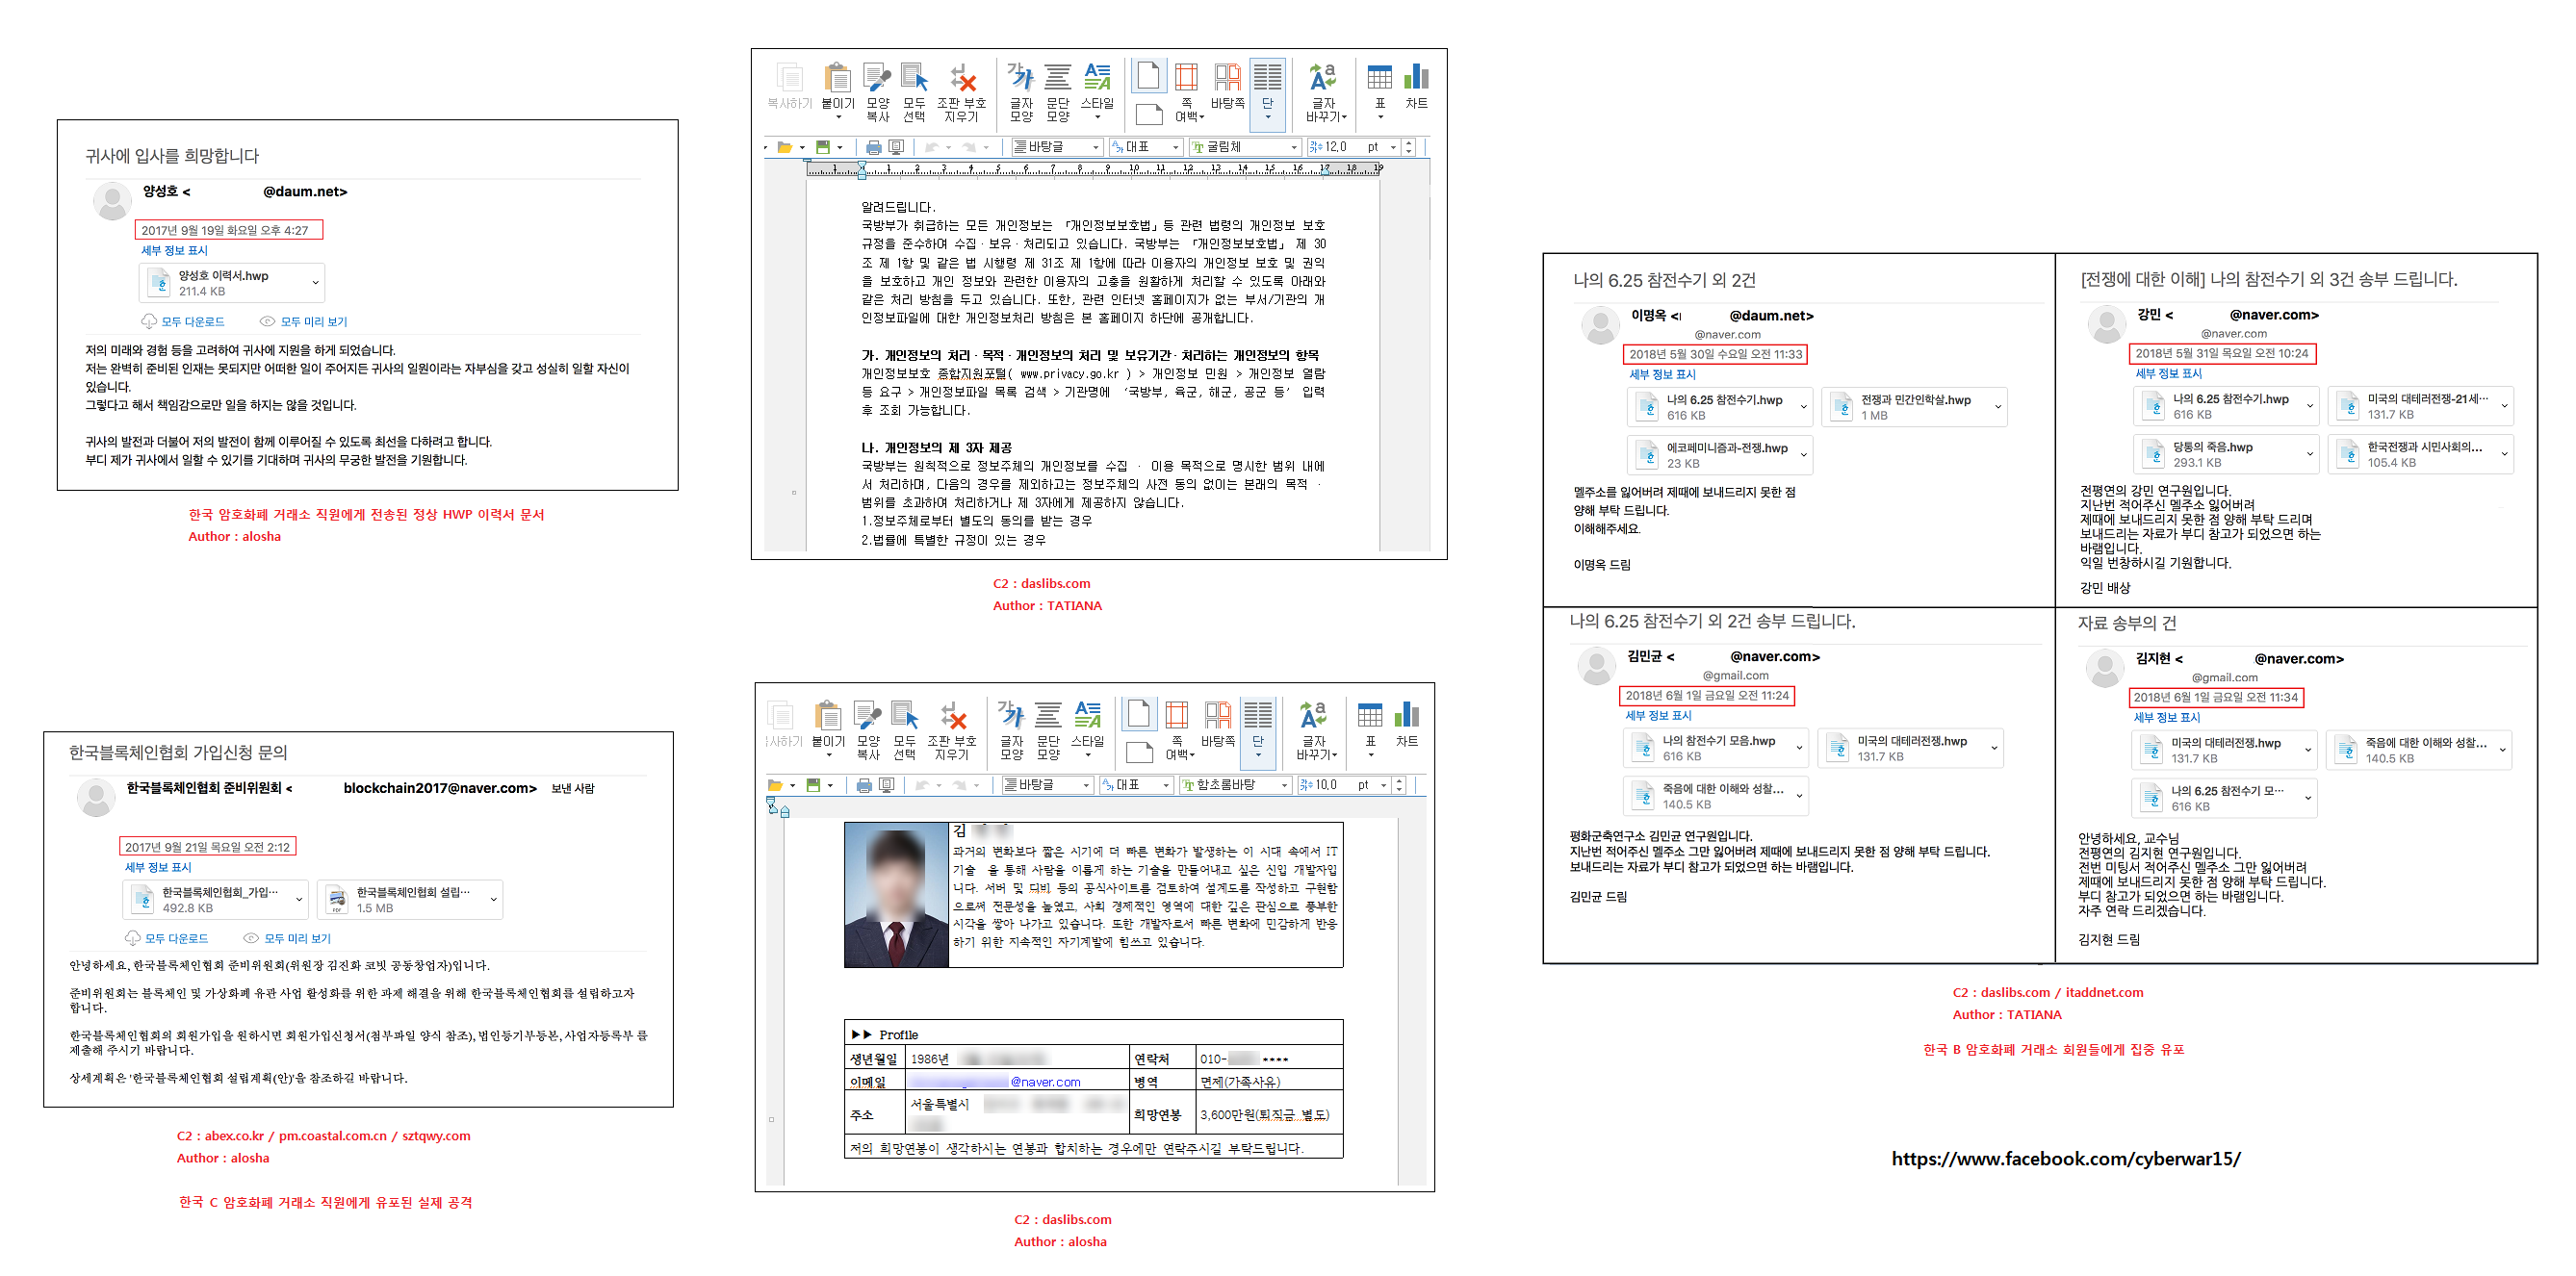 귀사에 입사를 희망합니다
양성호 <
@daum.net>
2017년 9월 19일 화요일 오후 4:27
세부 정보 표시
양성호 이력서.hwp
211.4 KB
모두 다운로드
모두 미리 보기
저의 미래와 경험 등을 고려하여 귀사에 지원을 하게 되었습니다.
저는 완벽히 준비된 인재는 못되지만 어떠한 일이 주어지든 귀사의 일원이라는 자부심을 갖고 성실히 일할 자신이
있습니다.
그렇다고 해서 책임감으로만 일을 하지는 않을 것입니다.
귀사의 발전과 더불어 저의 발전이 함께 이루어질 수 있도록 최선을 다하려고 합니다.
부디 제가 귀사에서 일할 수 있기를 기대하며 귀사의 무궁한 발전을 기원합니다.
한국 암호화폐 거래소 직원에게 전송된 정상 HWP 이력서 문서
Author : alosha
한국블록체인협회 가입신청 문의
한국블록체인협회 준비위원회 <
blockchain2017@naver.com> 보낸 사람
2017년 9월 21일 목요일 오전 2:12
세부 정보 표시
한국블록체인협회_가입…
492.8 KB
한국블록체인협회 설립…
1.5 MB
PDF
모두 다운로드
모두 미리 보기
안녕하세요, 한국블록체인협회 준비위원회(위원장 김진화 코빗 공동창업자)입니다.
준비위원회는 블록체인 및 가상화폐 유관 사업 활성화를 위한 과제 해결을 위해 한국블록체인협회를 설립하고자
합니다.
한국블록체인협회의 회원가입을 원하시면 회원가입신청서(첨부파일 양식 참조), 법인등기부등본, 사업자등록부 를
제출해 주시기 바랍니다.
상세계획은 '한국블록체인협회 설립계획(안)'을 참조하길 바랍니다.
C2 : abex.co.kr / pm.coastal.com.cn / sztqwy.com
Author : alosha
한국 C 암호화폐 거래소 직원에게 유포된 실제 공격
복사하기 붙이기 모양 복사 모두 선택 조판 부호 지우기 글자 모양 문단 모양 스타일 쪽 여백 바탕쪽 단 글자 바꾸기 표 차트
바탕글 대표 굴림체 12,0 pt
1 1 2 3 4 5 6 7 8 9 10 11 12 13 14 15 16 17 18 19
알려드립니다.
국방부가 취급하는 모든 개인정보는 「개인정보보호법」등 관련 법령의 개인정보 보호
규정을 준수하여 수집·보유·처리되고 있습니다. 국방부는 「개인정보보호법」 제 30
조 제 1항 및 같은 법 시행령 제 31조 제 1항에 따라 이용자의 개인정보 보호 및 권익
을 보호하고 개인 정보와 관련한 이용자의 고충을 원활하게 처리할 수 있도록 아래와
같은 처리 방침을 두고 있습니다. 또한, 관련 인터넷 홈페이지가 없는 부서/기관의 개
인정보파일에 대한 개인정보처리 방침은 본 홈페이지 하단에 공개합니다.
가. 개인정보의 처리·목적·개인정보의 처리 및 보유기간·처리하는 개인정보의 항목
개인정보보호 종합지원포털( www.privacy.go.kr ) > 개인정보 민원 > 개인정보 열람
등 요구 > 개인정보파일 목록 검색 > 기관명에 ‘국방부, 육군, 해군, 공군 등’ 입력
후 조회 가능합니다.
나. 개인정보의 제 3자 제공
국방부는 원칙적으로 정보주체의 개인정보를 수집 · 이용 목적으로 명시한 범위 내에
서 처리하며, 다음의 경우를 제외하고는 정보주체의 사전 동의 없이는 본래의 목적 ·
범위를 초과하여 처리하거나 제 3자에게 제공하지 않습니다.
1.정보주체로부터 별도의 동의를 받는 경우
2.법률에 특별한 규정이 있는 경우
C2 : daslibs.com
Author : TATIANA
사하기 붙이기 모양 복사 모두 선택 조판 부호 지우기 글자 모양 문단 모양 스타일 쪽 여백 바탕쪽 단 글자 바꾸기 표 차트
바탕글 대표 함초롬바탕 10,0 pt
김
과거의 변화보다 짧은 시기에 더 빠른 변화가 발생하는 이 시대 속에서 IT
기술 을 통해 사람을 이롭게 하는 기술을 만들어내고 싶은 신입 개발자입
니다. 서버 및 디비 등의 공식사이트를 검토하여 설계도를 작성하고 구현함
으로써 전문성을 높였고, 사회 경제적인 영역에 대한 깊은 관심으로 풍부한
시각을 쌓아 나가고 있습니다. 또한 개발자로서 빠른 변화에 민감하게 반응
하기 위한 지속적인 자기계발에 힘쓰고 있습니다.
▶▶ Profile
생년월일 1986년 연락처 010- ****
이메일 @naver.com 병역 면제(가족사유)
주소 서울특별시 희망연봉 3,600만원(퇴직금 별도)
저의 희망연봉이 생각하시는 연봉과 합치하는 경우에만 연락주시길 부탁드립니다.
C2 : daslibs.com
Author : alosha
나의 6.25 참전수기 외 2건
이명옥 <
@daum.net>
@naver.com
2018년 5월 30일 수요일 오전 11:33
세부 정보 표시
나의 6.25 참전수기.hwp
616 KB
전쟁과 민간인학살.hwp
1 MB
에코페미니즘과-전쟁.hwp
23 KB
멜주소를 잃어버려 제때에 보내드리지 못한 점
양해 부탁 드립니다.
이해해주세요.
이명옥 드림
[전쟁에 대한 이해] 나의 참전수기 외 3건 송부 드립니다.
강민 <
@naver.com>
@naver.com
2018년 5월 31일 목요일 오전 10:24
세부 정보 표시
나의 6.25 참전수기.hwp
616 KB
미국의 대테러전쟁-21세…
131.7 KB
당통의 죽음.hwp
293.1 KB
한국전쟁과 시민사회의…
105.4 KB
전평연의 강민 연구원입니다.
지난번 적어주신 멜주소 잃어버려
제때에 보내드리지 못한 점 양해 부탁 드리며
보내드리는 자료가 부디 참고가 되었으면 하는
바램입니다.
익일 번창하시길 기원합니다.
강민 배상
나의 6.25 참전수기 외 2건 송부 드립니다.
김민균 <
@naver.com>
@gmail.com
2018년 6월 1일 금요일 오전 11:24
세부 정보 표시
나의 참전수기 모음.hwp
616 KB
미국의 대테러전쟁.hwp
131.7 KB
죽음에 대한 이해와 성찰…
140.5 KB
평화군축연구소 김민균 연구원입니다.
지난번 적어주신 멜주소 그만 잃어버려 제때에 보내드리지 못한 점 양해 부탁 드립니다.
보내드리는 자료가 부디 참고가 되었으면 하는 바램입니다.
김민균 드림
자료 송부의 건
김지현 <
@naver.com>
@gmail.com
2018년 6월 1일 금요일 오전 11:34
세부 정보 표시
미국의 대테러전쟁.hwp
131.7 KB
죽음에 대한 이해와 성찰…
140.5 KB
나의 6.25 참전수기 모…
616 KB
안녕하세요, 교수님
전평연의 김지현 연구원입니다.
전번 미팅서 적어주신 멜주소 그만 잃어버려
제때에 보내드리지 못한 점 양해 부탁 드립니다.
부디 참고가 되었으면 하는 바램입니다.
자주 연락 드리겠습니다.
김지현 드림
C2 : daslibs.com / itaddnet.com
Author : TATIANA
한국 B 암호화폐 거래소 회원들에게 집중 유포
https://www.facebook.com/cyberwar15/